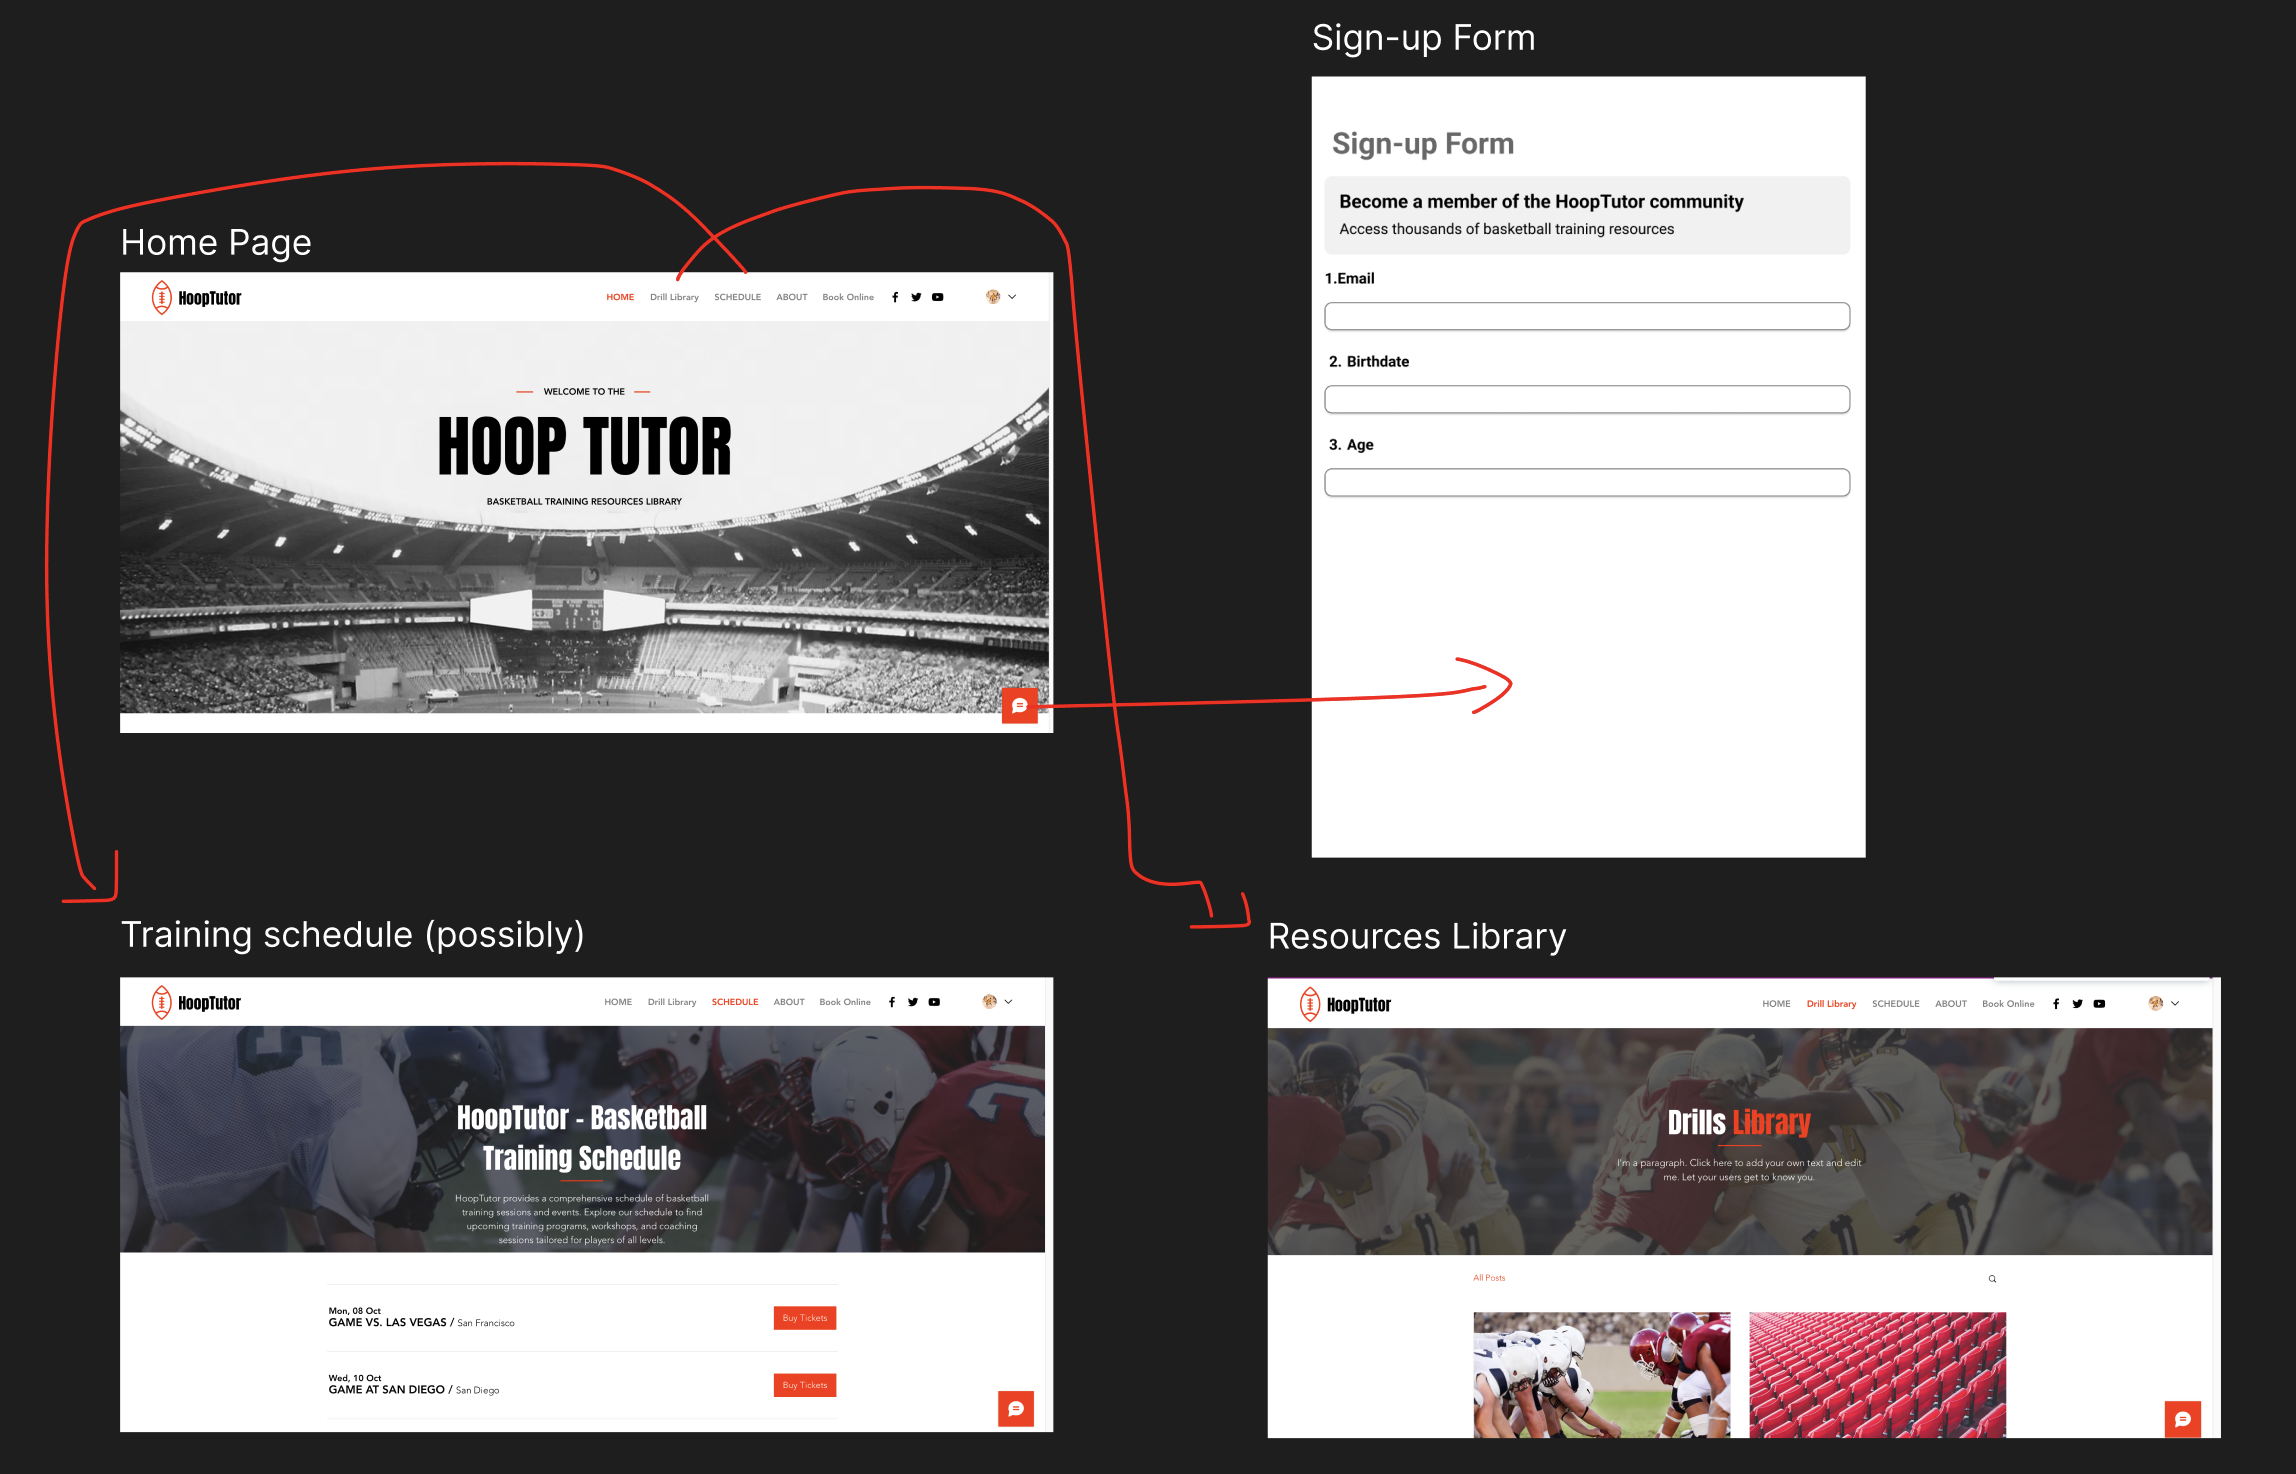 Sign-up Form
Sign-up Form
Become a member of the HoopTutor community
Access thousands of basketball training resources
1.Email
2. Birthdate
3. Age
Home Page
HoopTutor
HOME Drill Library SCHEDULE ABOUT Book Online
WELCOME TO THE
HOOP TUTOR
BASKETBALL TRAINING RESOURCES LIBRARY
Training schedule (possibly)
HoopTutor
HOME Drill Library SCHEDULE ABOUT Book Online
HoopTutor - Basketball
Training Schedule
HoopTutor provides a comprehensive schedule of basketball
training sessions and events. Explore our schedule to find
upcoming training programs, workshops, and coaching
sessions tailored for players of all levels.
Mon, 08 Oct
GAME VS. LAS VEGAS / San Francisco
Buy Tickets
Wed, 10 Oct
GAME AT SAN DIEGO / San Diego
Buy Tickets
Resources Library
HoopTutor
HOME Drill Library SCHEDULE ABOUT Book Online
Drills Library
I'm a paragraph. Click here to add your own text and edit
me. Let your users get to know you.
All Posts